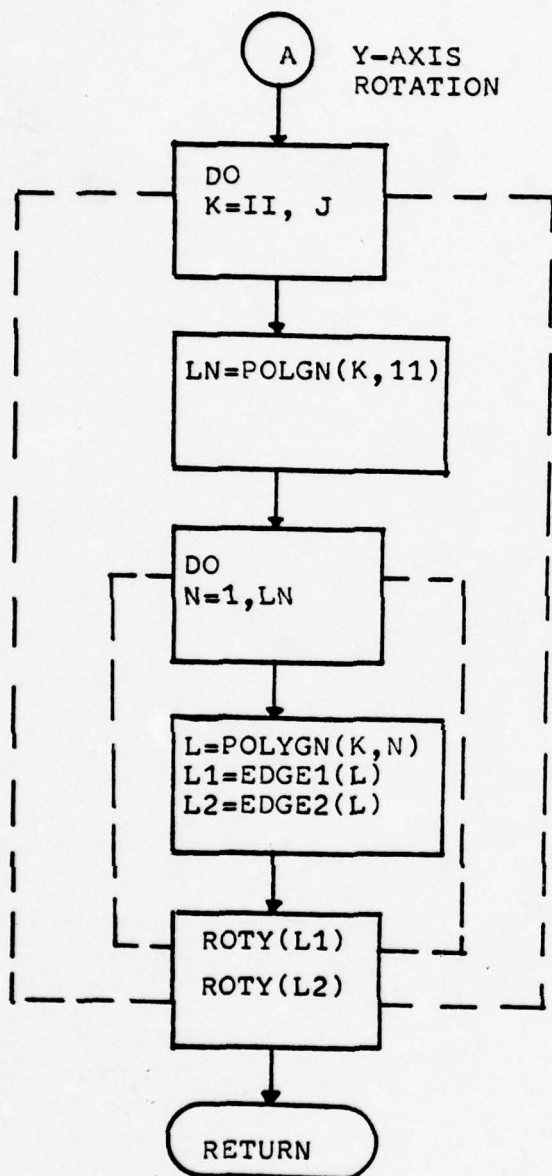 A
Y-AXIS
ROTATION
DO
K=II, J
LN=POLGN(K,11)
DO
N=1,LN
L=POLYGN(K,N)
L1=EDGE1(L)
L2=EDGE2(L)
ROTY(L1)
ROTY(L2)
RETURN